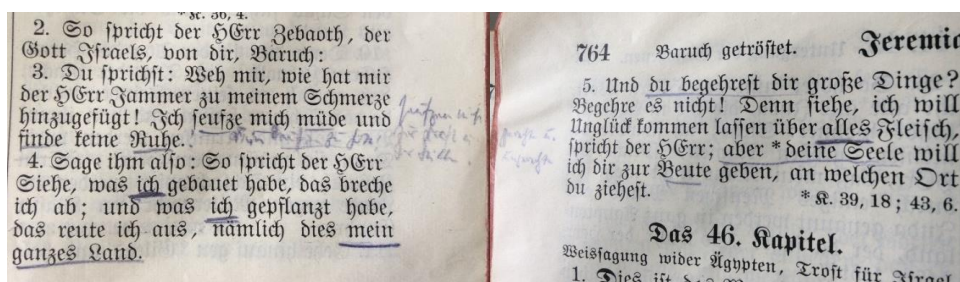 * K. 36, 4.
2. So spricht der HErr Zebaoth, der
Gott Israels, von dir, Baruch:
3. Du sprichst: Weh mir, wie hat mir
der HErr Jammer zu meinem Schmerze
hinzugefügt! Ich seufze mich müde und
finde keine Ruhe.
4. Sage ihm also: So spricht der HErr
Siehe, was ich gebauet habe, das breche
ich ab; und was ich gepflanzt habe,
das reute ich aus, nämlich dies mein
ganzes Land.
764 Baruch getröstet. Jeremia
5. Und du begehrest dir große Dinge?
Begehre es nicht! Denn siehe, ich will
Unglück kommen lassen über alles Fleisch,
spricht der HErr; aber * deine Seele will
ich dir zur Beute geben, an welchen Ort
du ziehest. * K. 39, 18; 43, 6.
Das 46. Kapitel.
Weissagung wider Ägypten, Trost für Israel
1. Dies ist